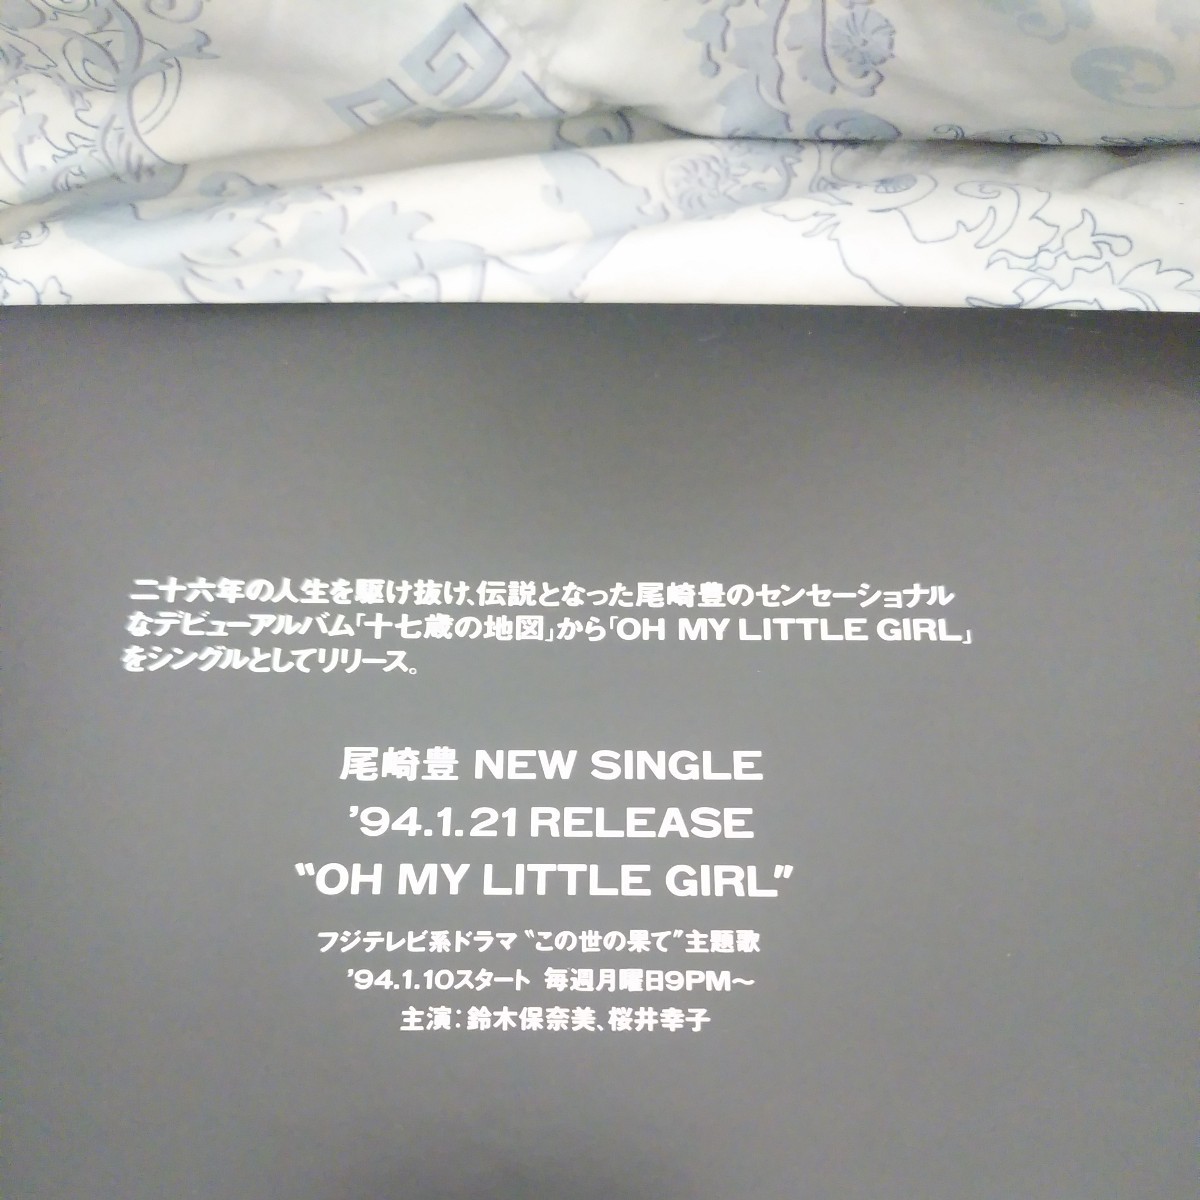 二十六年の人生を駆け抜け、伝説となった尾崎豊のセンセーショナル
なデビューアルバム「十七歳の地図」から「OH MY LITTLE GIRL」
をシングルとしてリリース。
尾崎豊 NEW SINGLE
'94.1.21 RELEASE
“OH MY LITTLE GIRL”
フジテレビ系ドラマ“この世の果て”主題歌
'94.1.10スタート 毎週月曜日9PM〜
主演：鈴木保奈美、桜井幸子